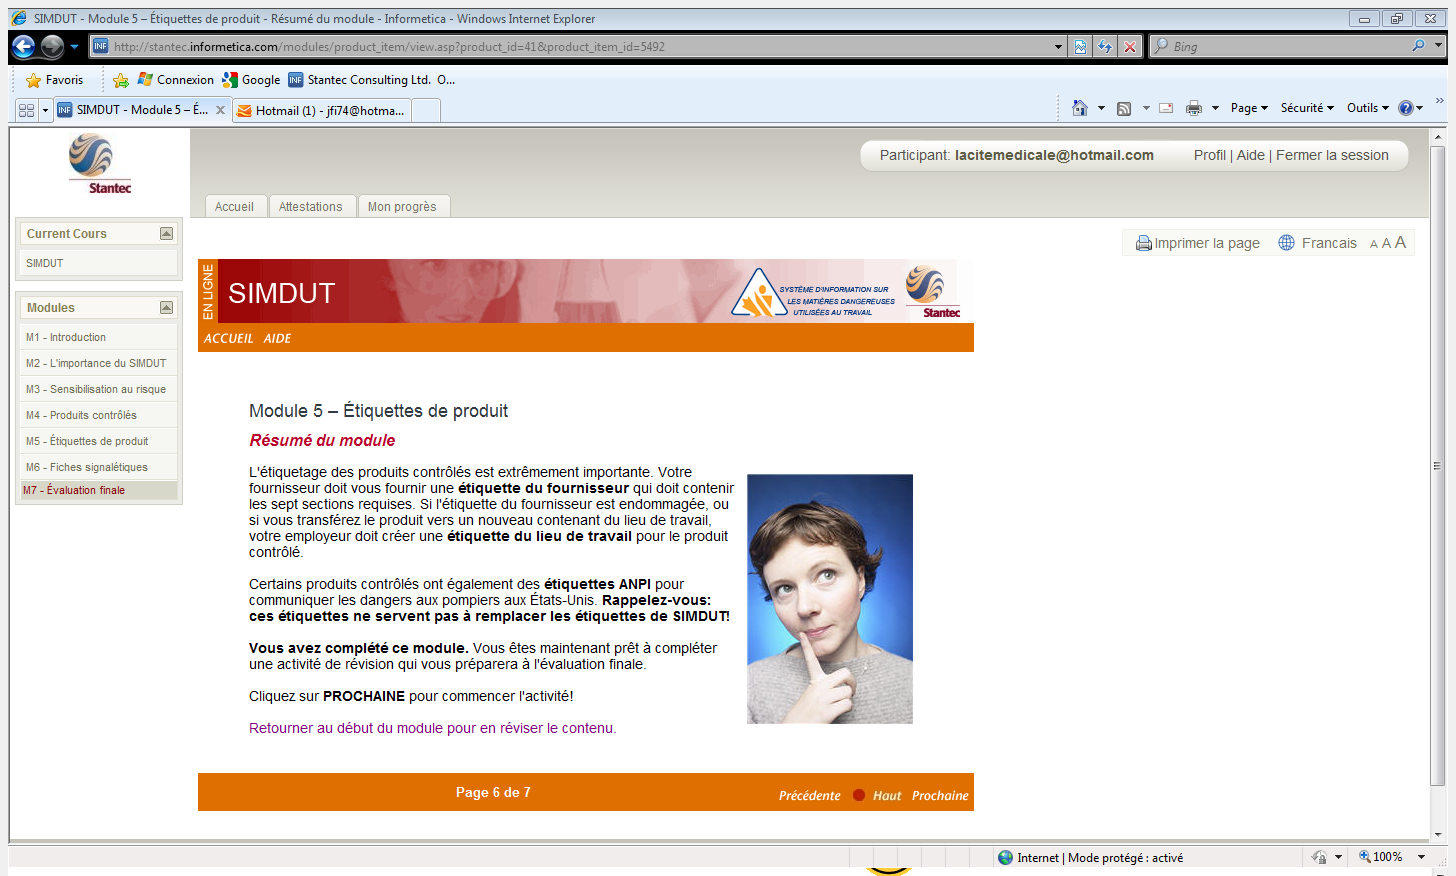 SIMDUT - Module 5 – Étiquettes de produit - Résumé du module - Informetica - Windows Internet Explorer
http://stantec.informetica.com/modules/product_item/view.asp?product_id=41&product_item_id=5492
Bing
Favoris
Connexion
Google
Stantec Consulting Ltd. O...
SIMDUT - Module 5 – É...
Hotmail (1) - jfi74@hotma...
Page
Sécurité
Outils
Stantec
Participant: lacitemedicale@hotmail.com
Profil | Aide | Fermer la session
Accueil
Attestations
Mon progrès
Imprimer la page
Francais
A A A
Current Cours
SIMDUT
Modules
M1 - Introduction
M2 - L'importance du SIMDUT
M3 - Sensibilisation au risque
M4 - Produits contrôlés
M5 - Étiquettes de produit
M6 - Fiches signalétiques
M7 - Évaluation finale
EN LIGNE
SIMDUT
SYSTÈME D'INFORMATION SUR
LES MATIÈRES DANGEREUSES
UTILISÉES AU TRAVAIL
Stantec
ACCUEIL AIDE
Module 5 – Étiquettes de produit
Résumé du module
L'étiquetage des produits contrôlés est extrêmement importante. Votre
fournisseur doit vous fournir une étiquette du fournisseur qui doit contenir
les sept sections requises. Si l'étiquette du fournisseur est endommagée, ou
si vous transférez le produit vers un nouveau contenant du lieu de travail,
votre employeur doit créer une étiquette du lieu de travail pour le produit
contrôlé.
Certains produits contrôlés ont également des étiquettes ANPI pour
communiquer les dangers aux pompiers aux États-Unis. Rappelez-vous:
ces étiquettes ne servent pas à remplacer les étiquettes de SIMDUT!
Vous avez complété ce module. Vous êtes maintenant prêt à compléter
une activité de révision qui vous préparera à l'évaluation finale.
Cliquez sur PROCHAINE pour commencer l'activité!
Retourner au début du module pour en réviser le contenu.
Page 6 de 7
Précédente
Haut
Prochaine
Internet | Mode protégé : activé
100%